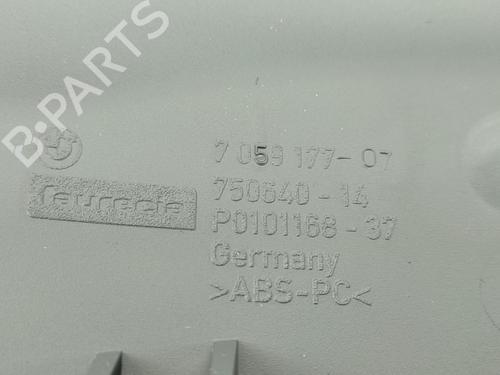 B-PARTS
7 059 177-07
faurecia
750640-14
P0101168-37
Germany
>ABS-PC<